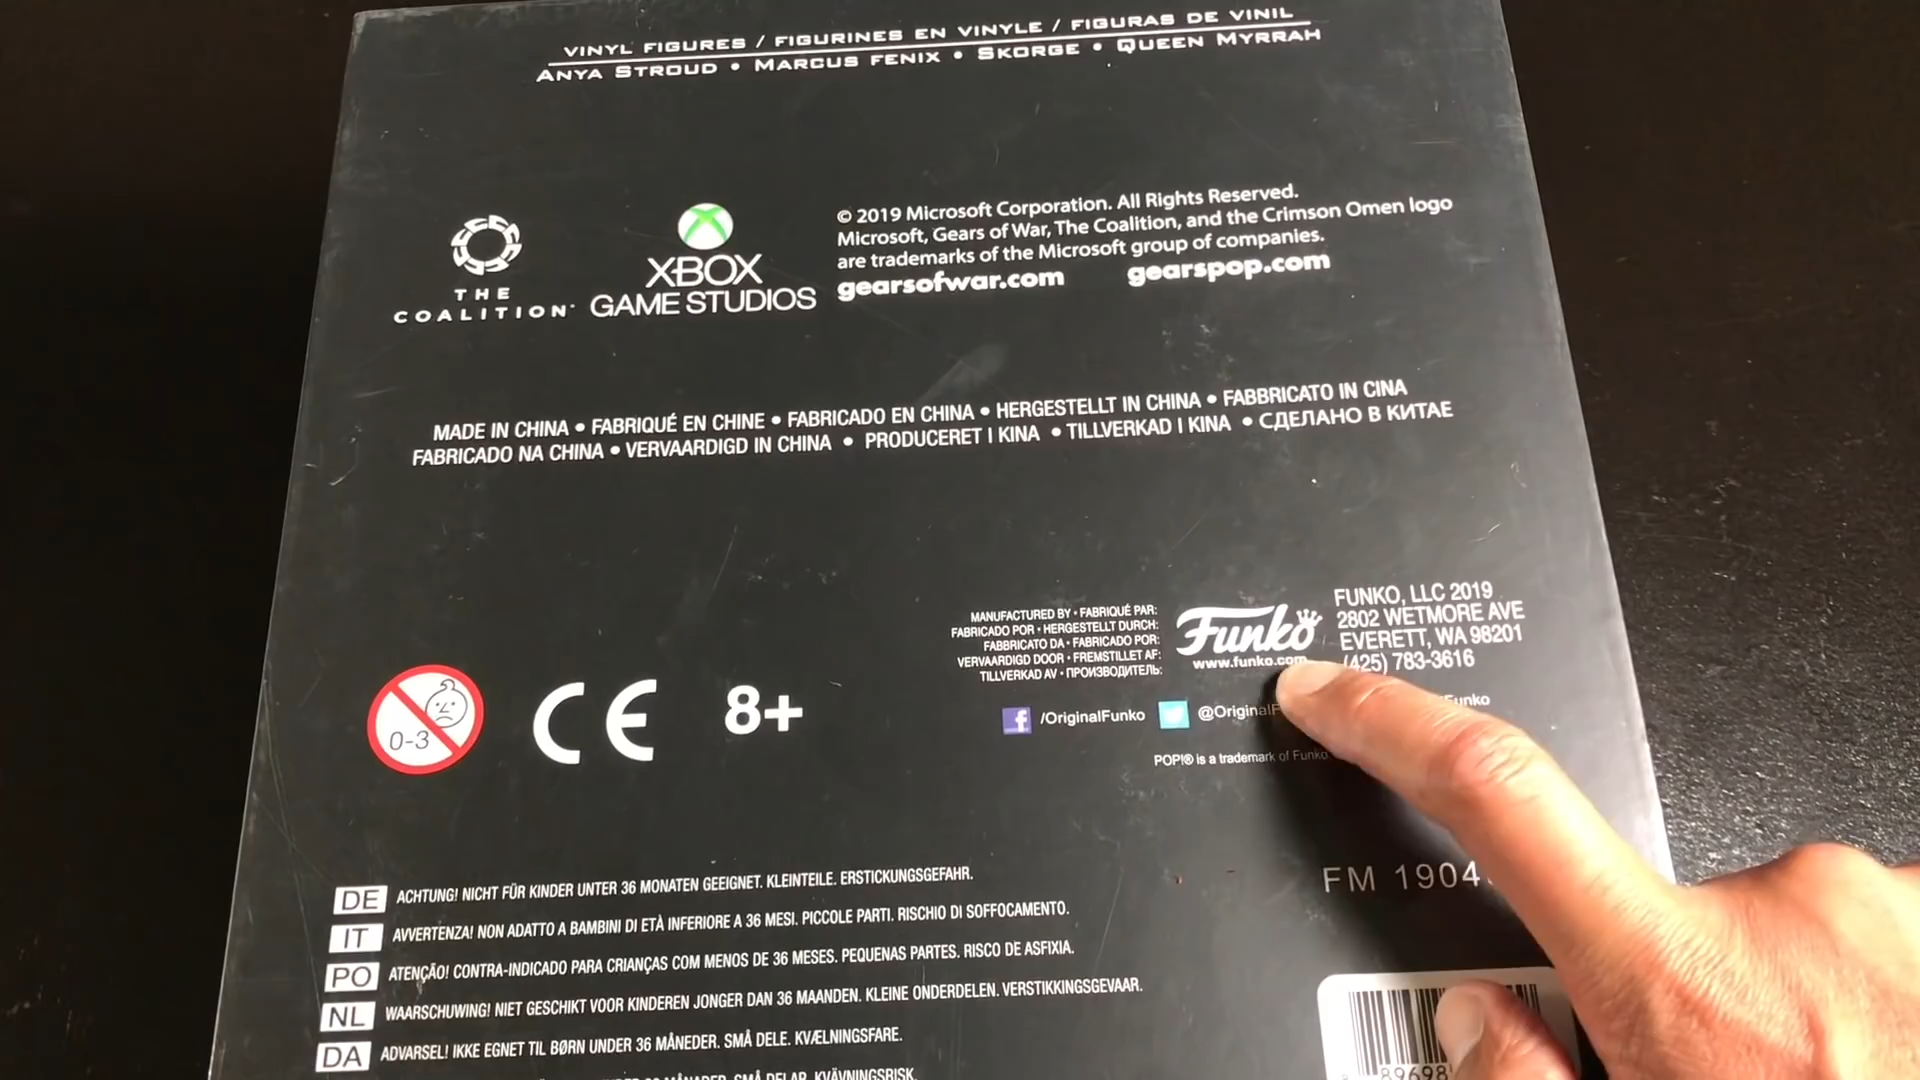 VINYL FIGURES / FIGURINES EN VINYLE / FIGURAS DE VINIL
ANYA STROUD • MARCUS FENIX • SKORGE • QUEEN MYRRAH
THE
COALITION
XBOX
GAME STUDIOS
© 2019 Microsoft Corporation. All Rights Reserved.
Microsoft, Gears of War, The Coalition, and the Crimson Omen logo
are trademarks of the Microsoft group of companies.
gearsofwar.com gearspop.com
MADE IN CHINA • FABRIQUÉ EN CHINE • FABRICADO EN CHINA • HERGESTELLT IN CHINA • FABBRICATO IN CINA
FABRICADO NA CHINA • VERVAARDIGD IN CHINA • PRODUCERET I KINA • TILLVERKAD I KINA • СДЕЛАНО В КИТАЕ
MANUFACTURED BY • FABRIQUÉ PAR:
FABRICADO POR • HERGESTELLT DURCH:
FABBRICATO DA • FABRICADO POR:
VERVAARDIGD DOOR • FREMSTILLET AF:
TILLVERKAD AV • ПРОИЗВОДИТЕЛЬ:
Funko
www.funko.com
FUNKO, LLC 2019
2802 WETMORE AVE
EVERETT, WA 98201
(425) 783-3616
0-3
CE
8+
/OriginalFunko @OriginalF Funko
POP!® is a trademark of Funko
FM 1904
DE ACHTUNG! NICHT FÜR KINDER UNTER 36 MONATEN GEEIGNET. KLEINTEILE. ERSTICKUNGSGEFAHR.
IT AVVERTENZA! NON ADATTO A BAMBINI DI ETÀ INFERIORE A 36 MESI. PICCOLE PARTI. RISCHIO DI SOFFOCAMENTO.
PO ATENÇÃO! CONTRA-INDICADO PARA CRIANÇAS COM MENOS DE 36 MESES. PEQUENAS PARTES. RISCO DE ASFIXIA.
NL WAARSCHUWING! NIET GESCHIKT VOOR KINDEREN JONGER DAN 36 MAANDEN. KLEINE ONDERDELEN. VERSTIKKINGSGEVAAR.
DA ADVARSEL! IKKE EGNET TIL BØRN UNDER 36 MÅNEDER. SMÅ DELE. KVÆLNINGSFARE.
MÅNADER. SMÅ DELAR. KVÄVNINGSRISK.
89698